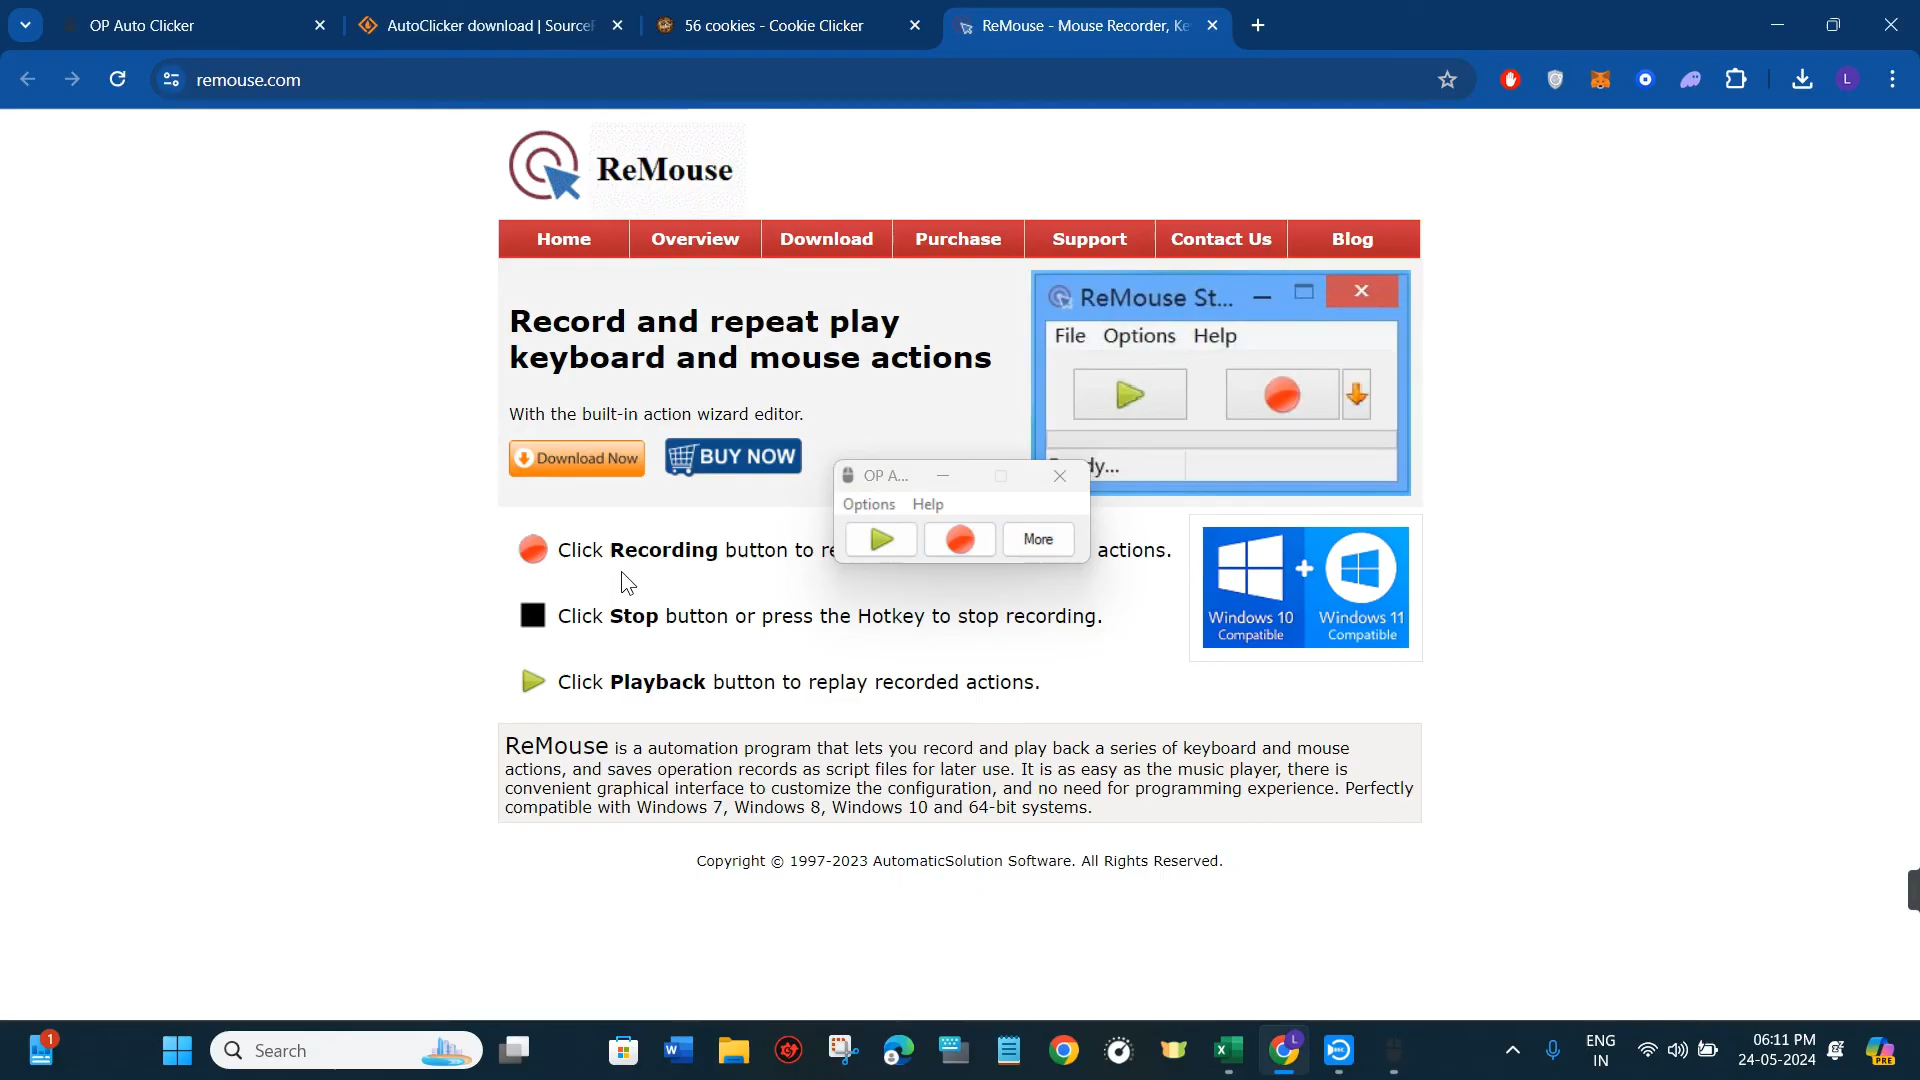 OP Auto Clicker
AutoClicker download | Source
56 cookies - Cookie Clicker
ReMouse - Mouse Recorder, Ke
remouse.com
L
ReMouse
Home
Overview
Download
Purchase
Support
Contact Us
Blog
Record and repeat play
keyboard and mouse actions
With the built-in action wizard editor.
Download Now
BUY NOW
ReMouse St...
File Options Help
dy...
OP A...
Options Help
More
Click Recording button to re
actions.
Click Stop button or press the Hotkey to stop recording.
Click Playback button to replay recorded actions.
Windows 10
Compatible
+
Windows 11
Compatible
ReMouse is a automation program that lets you record and play back a series of keyboard and mouse
actions, and saves operation records as script files for later use. It is as easy as the music player, there is
convenient graphical interface to customize the configuration, and no need for programming experience. Perfectly
compatible with Windows 7, Windows 8, Windows 10 and 64-bit systems.
Copyright © 1997-2023 AutomaticSolution Software. All Rights Reserved.
1
Search
L
ENG
IN
06:11 PM
24-05-2024
PRE